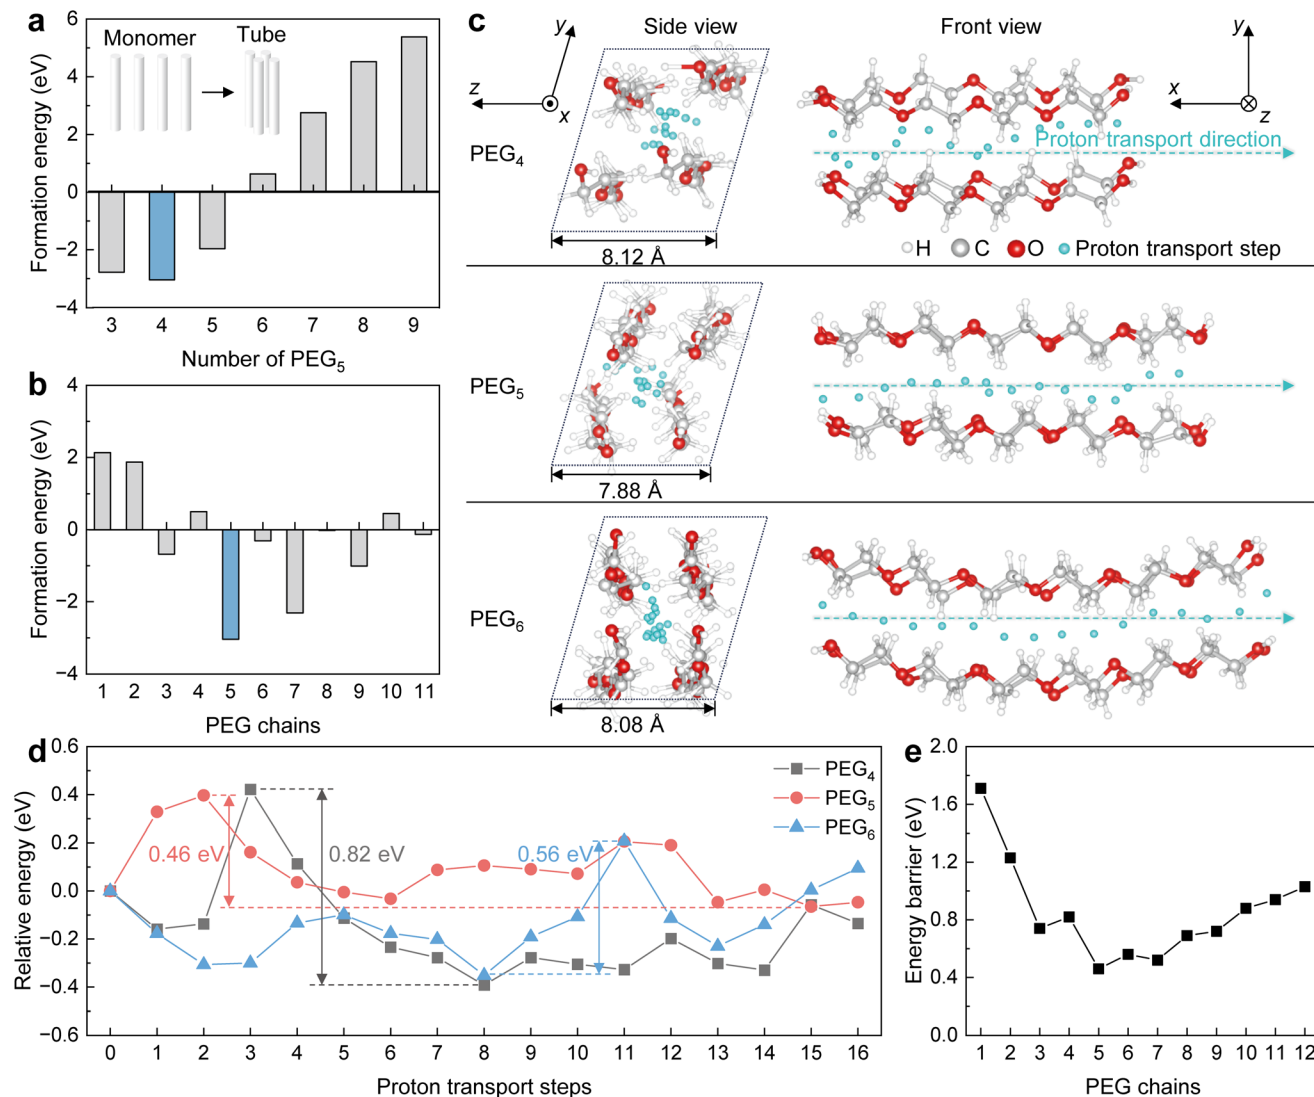 a
Monomer
Tube
Formation energy (eV)
6
4
2
0
−2
−4
3 4 5 6 7 8 9
Number of PEG5
b
Formation energy (eV)
4
2
0
−2
−4
1 2 3 4 5 6 7 8 9 10 11
PEG chains
c
Side view
Front view
y
z
x
y
x
z
PEG4
Proton transport direction
8.12 Å
H C O Proton transport step
PEG5
7.88 Å
PEG6
8.08 Å
d
Relative energy (eV)
0.6
0.4
0.2
0.0
−0.2
−0.4
−0.6
0.46 eV
0.82 eV
0.56 eV
PEG4
PEG5
PEG6
0 1 2 3 4 5 6 7 8 9 10 11 12 13 14 15 16
Proton transport steps
e
Energy barrier (eV)
2.0
1.6
1.2
0.8
0.4
0.0
1 2 3 4 5 6 7 8 9 10 11 12
PEG chains